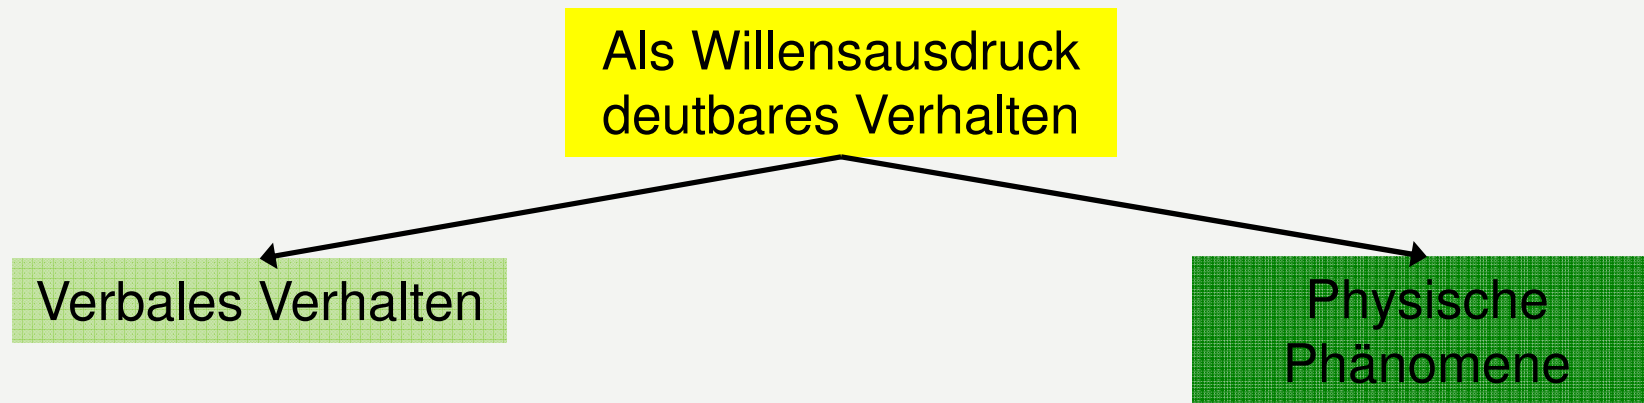 Als Willensausdruck
deutbares Verhalten
Verbales Verhalten
Physische
Phänomene